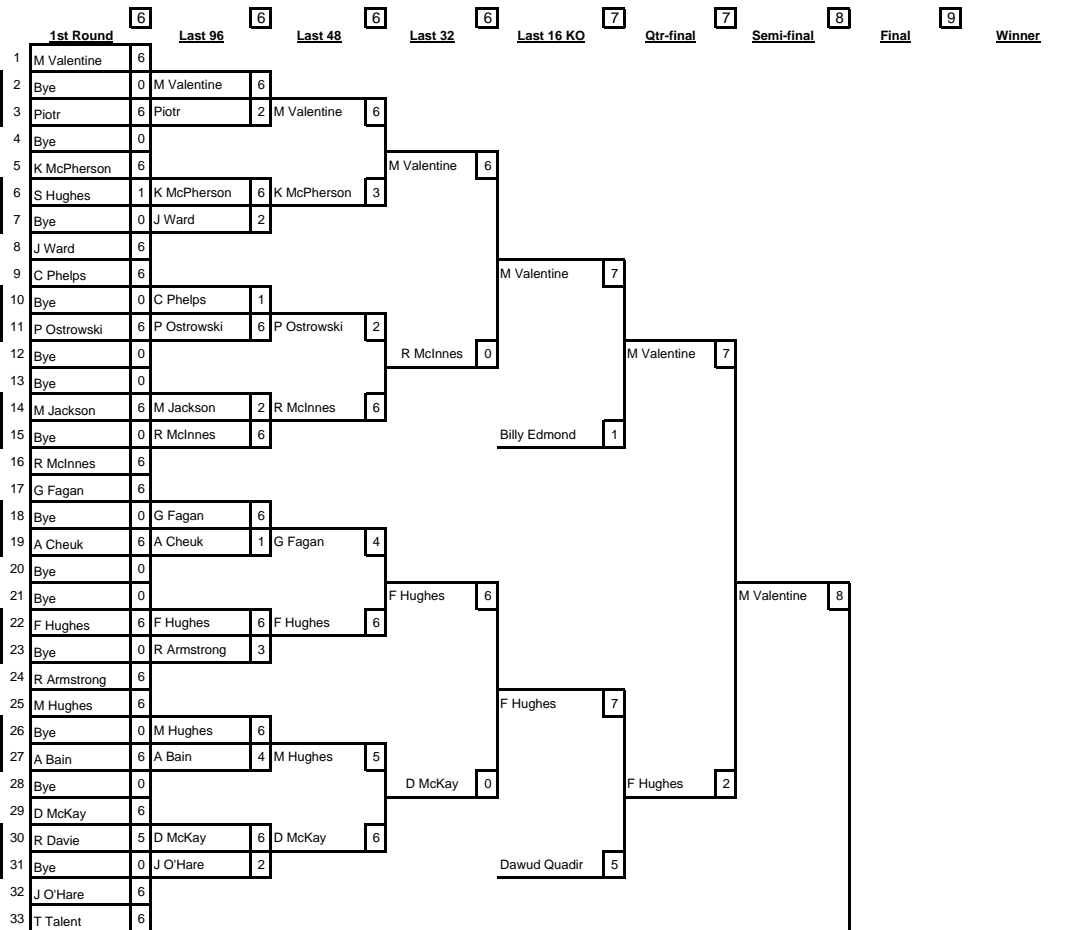 6 6 6 6 7 7 8 9
1st Round Last 96 Last 48 Last 32 Last 16 KO Qtr-final Semi-final Final Winner
1 M Valentine 6
2 Bye 0 M Valentine 6
3 Piotr 6 Piotr 2 M Valentine 6
4 Bye 0
5 K McPherson 6 M Valentine 6
6 S Hughes 1 K McPherson 6 K McPherson 3
7 Bye 0 J Ward 2
8 J Ward 6
9 C Phelps 6 M Valentine 7
10 Bye 0 C Phelps 1
11 P Ostrowski 6 P Ostrowski 6 P Ostrowski 2
12 Bye 0 R McInnes 0 M Valentine 7
13 Bye 0
14 M Jackson 6 M Jackson 2 R McInnes 6
15 Bye 0 R McInnes 6 Billy Edmond 1
16 R McInnes 6
17 G Fagan 6
18 Bye 0 G Fagan 6
19 A Cheuk 6 A Cheuk 1 G Fagan 4
20 Bye 0
21 Bye 0 F Hughes 6 M Valentine 8
22 F Hughes 6 F Hughes 6 F Hughes 6
23 Bye 0 R Armstrong 3
24 R Armstrong 6
25 M Hughes 6 F Hughes 7
26 Bye 0 M Hughes 6
27 A Bain 6 A Bain 4 M Hughes 5
28 Bye 0 D McKay 0 F Hughes 2
29 D McKay 6
30 R Davie 5 D McKay 6 D McKay 6
31 Bye 0 J O'Hare 2 Dawud Quadir 5
32 J O'Hare 6
33 T Talent 6